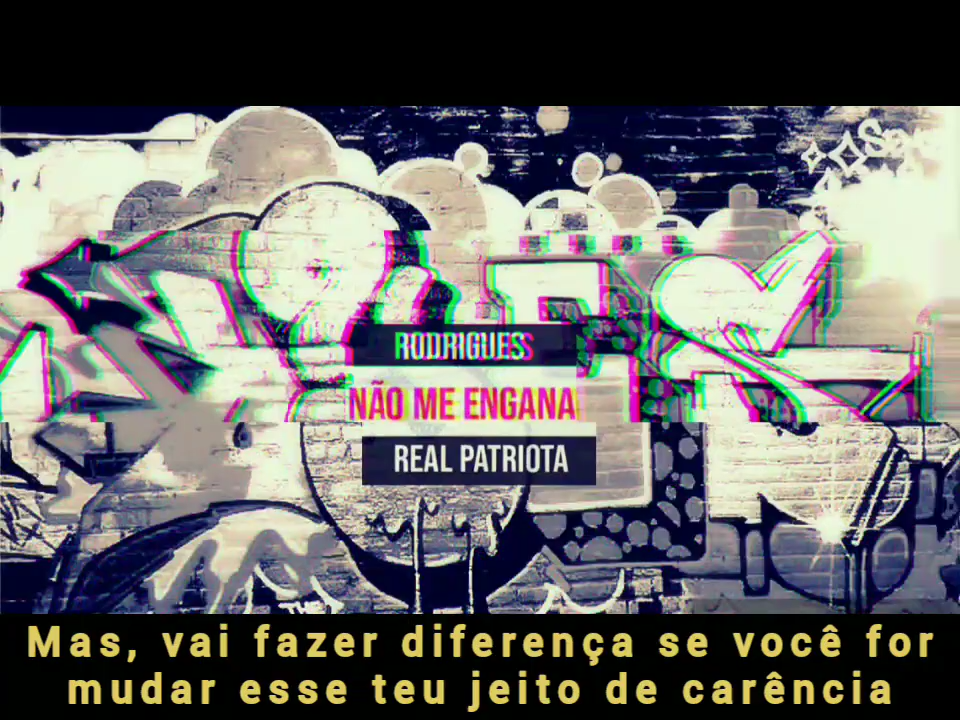 RODRIGUES
NÃO ME ENGANA
REAL PATRIOTA
Mas, vai fazer diferença se você for
mudar esse teu jeito de carência